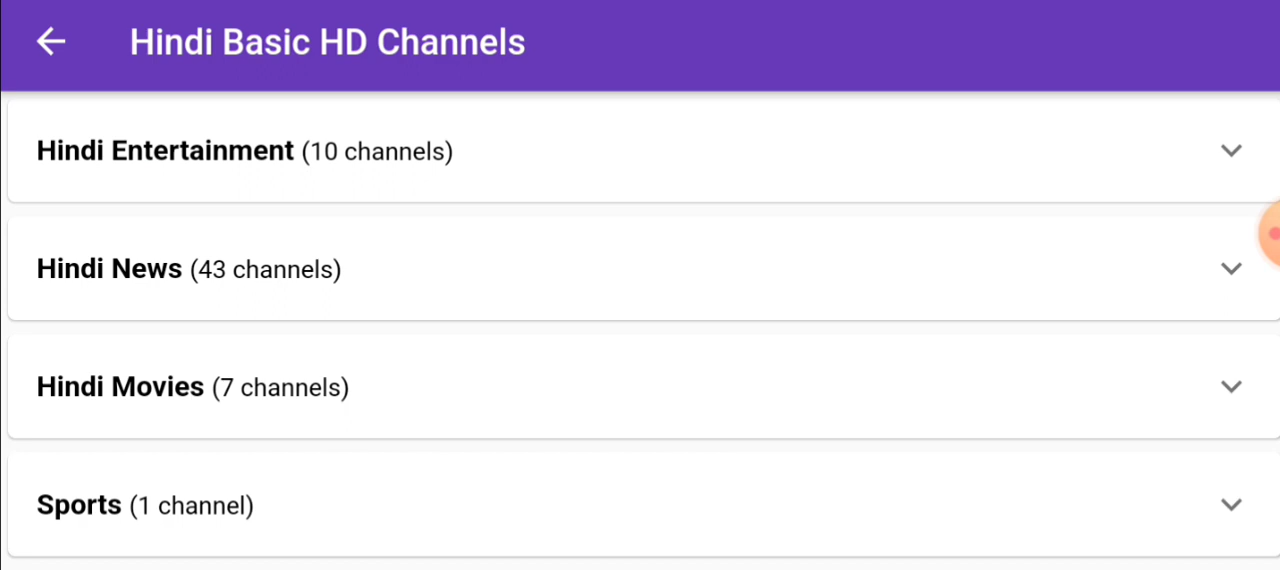 Hindi Basic HD Channels
Hindi Entertainment (10 channels)
Hindi News (43 channels)
Hindi Movies (7 channels)
Sports (1 channel)